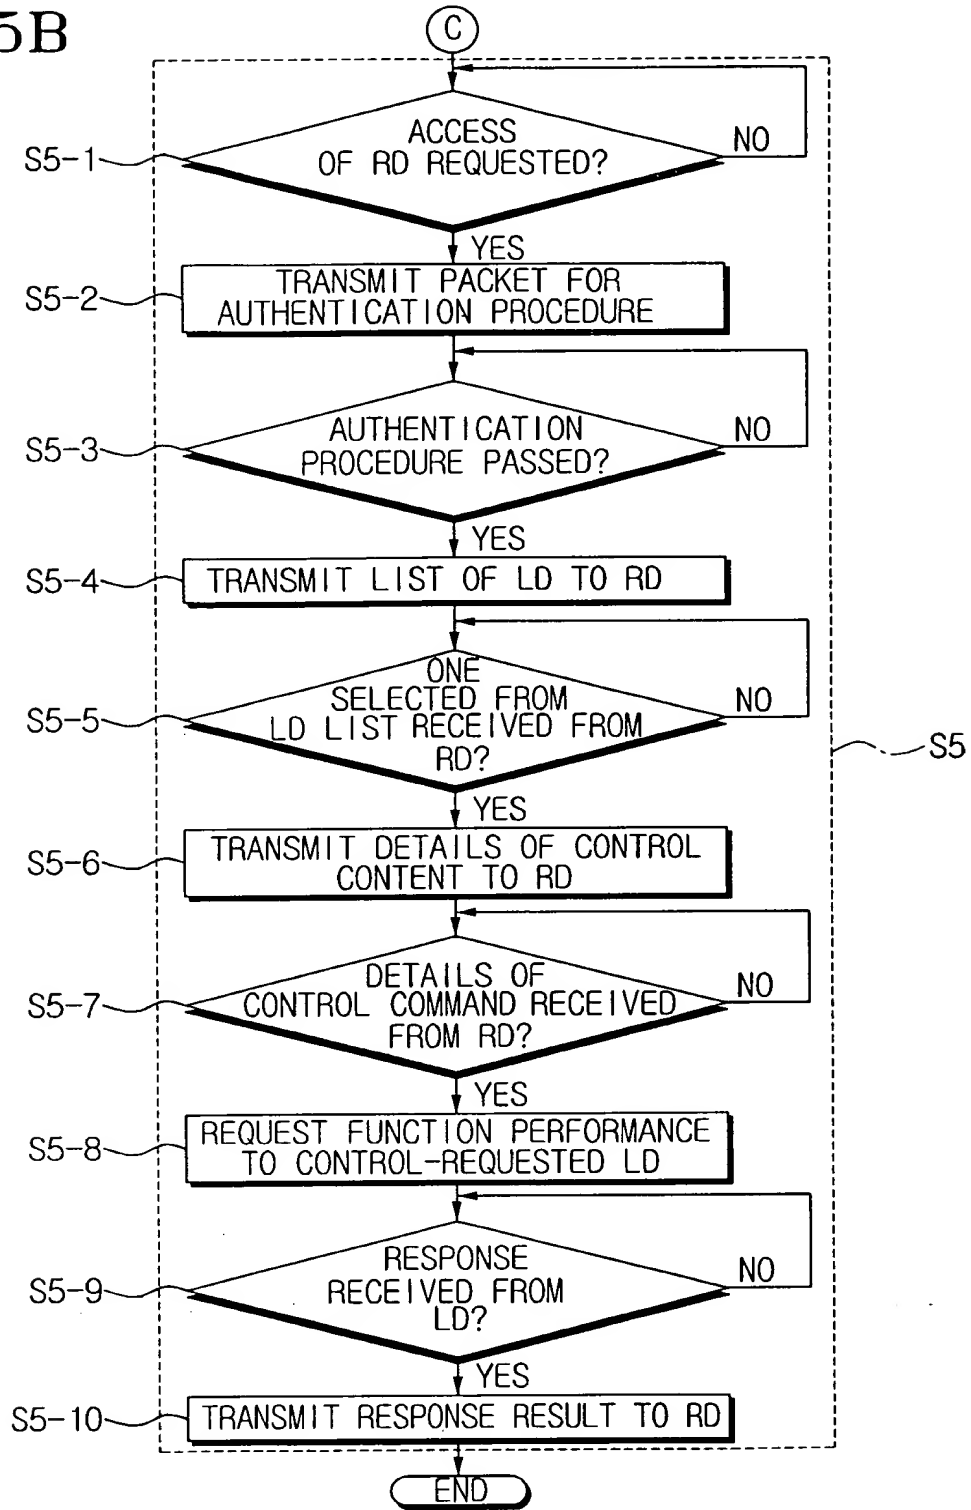 5B
C
ACCESS
OF RD REQUESTED?
NO
S5-1
YES
TRANSMIT PACKET FOR
AUTHENTICATION PROCEDURE
S5-2
AUTHENTICATION
PROCEDURE PASSED?
NO
S5-3
YES
TRANSMIT LIST OF LD TO RD
S5-4
ONE
SELECTED FROM
LD LIST RECEIVED FROM
RD?
NO
S5-5
S5
YES
TRANSMIT DETAILS OF CONTROL
CONTENT TO RD
S5-6
DETAILS OF
CONTROL COMMAND RECEIVED
FROM RD?
NO
S5-7
YES
REQUEST FUNCTION PERFORMANCE
TO CONTROL-REQUESTED LD
S5-8
RESPONSE
RECEIVED FROM
LD?
NO
S5-9
YES
TRANSMIT RESPONSE RESULT TO RD
S5-10
END